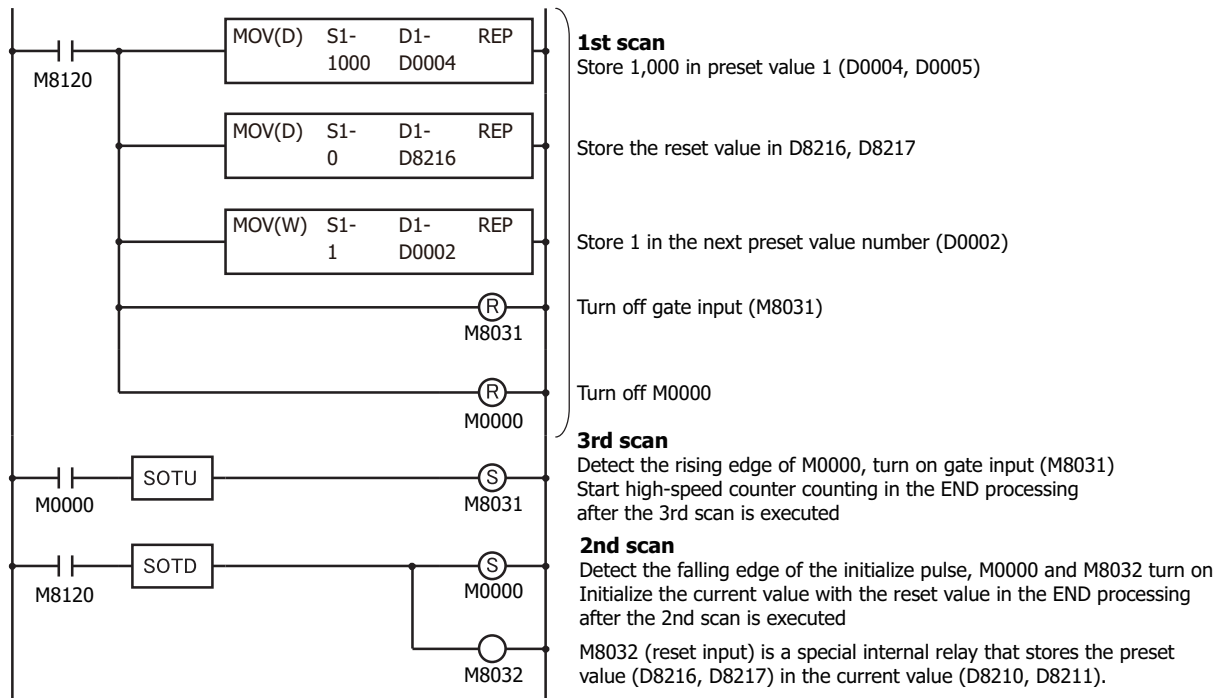 MOV(D) S1- D1- REP
1000 D0004
M8120
1st scan
Store 1,000 in preset value 1 (D0004, D0005)
MOV(D) S1- D1- REP
0 D8216
Store the reset value in D8216, D8217
MOV(W) S1- D1- REP
1 D0002
Store 1 in the next preset value number (D0002)
R
M8031
Turn off gate input (M8031)
R
M0000
Turn off M0000
3rd scan
M0000
SOTU
S
M8031
Detect the rising edge of M0000, turn on gate input (M8031)
Start high-speed counter counting in the END processing
after the 3rd scan is executed
2nd scan
M8120
SOTD
S
M0000
Detect the falling edge of the initialize pulse, M0000 and M8032 turn on
Initialize the current value with the reset value in the END processing
after the 2nd scan is executed
M8032
M8032 (reset input) is a special internal relay that stores the preset
value (D8216, D8217) in the current value (D8210, D8211).